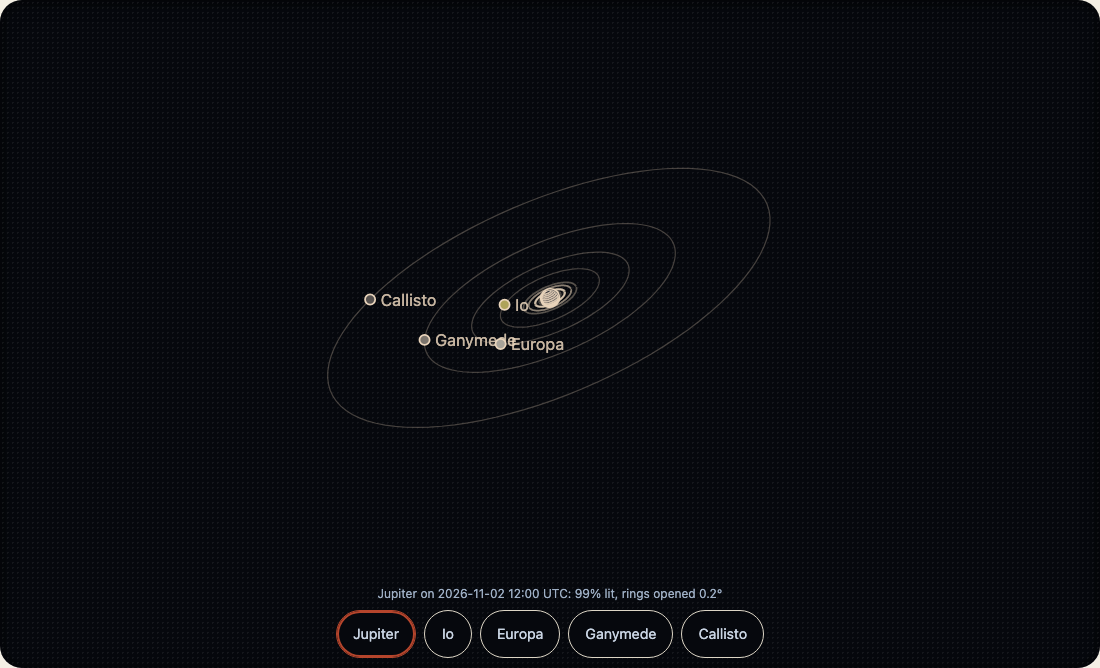 Callisto
Io
Ganymede
Europa
Jupiter on 2026-11-02 12:00 UTC: 99% lit, rings opened 0.2°
Jupiter
Io
Europa
Ganymede
Callisto